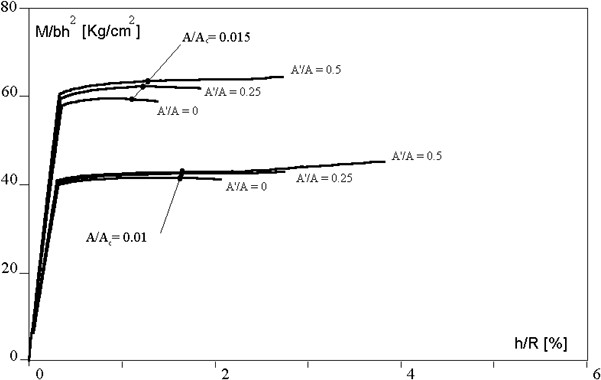 80
M/bh² [Kg/cm²]
A/Ac= 0.015
A'/A = 0.5
A'/A = 0.25
60
A'/A = 0
A'/A = 0.5
A'/A = 0.25
40
A'/A = 0
A/Ac= 0.01
20
h/R [%]
0
0
2
4
6